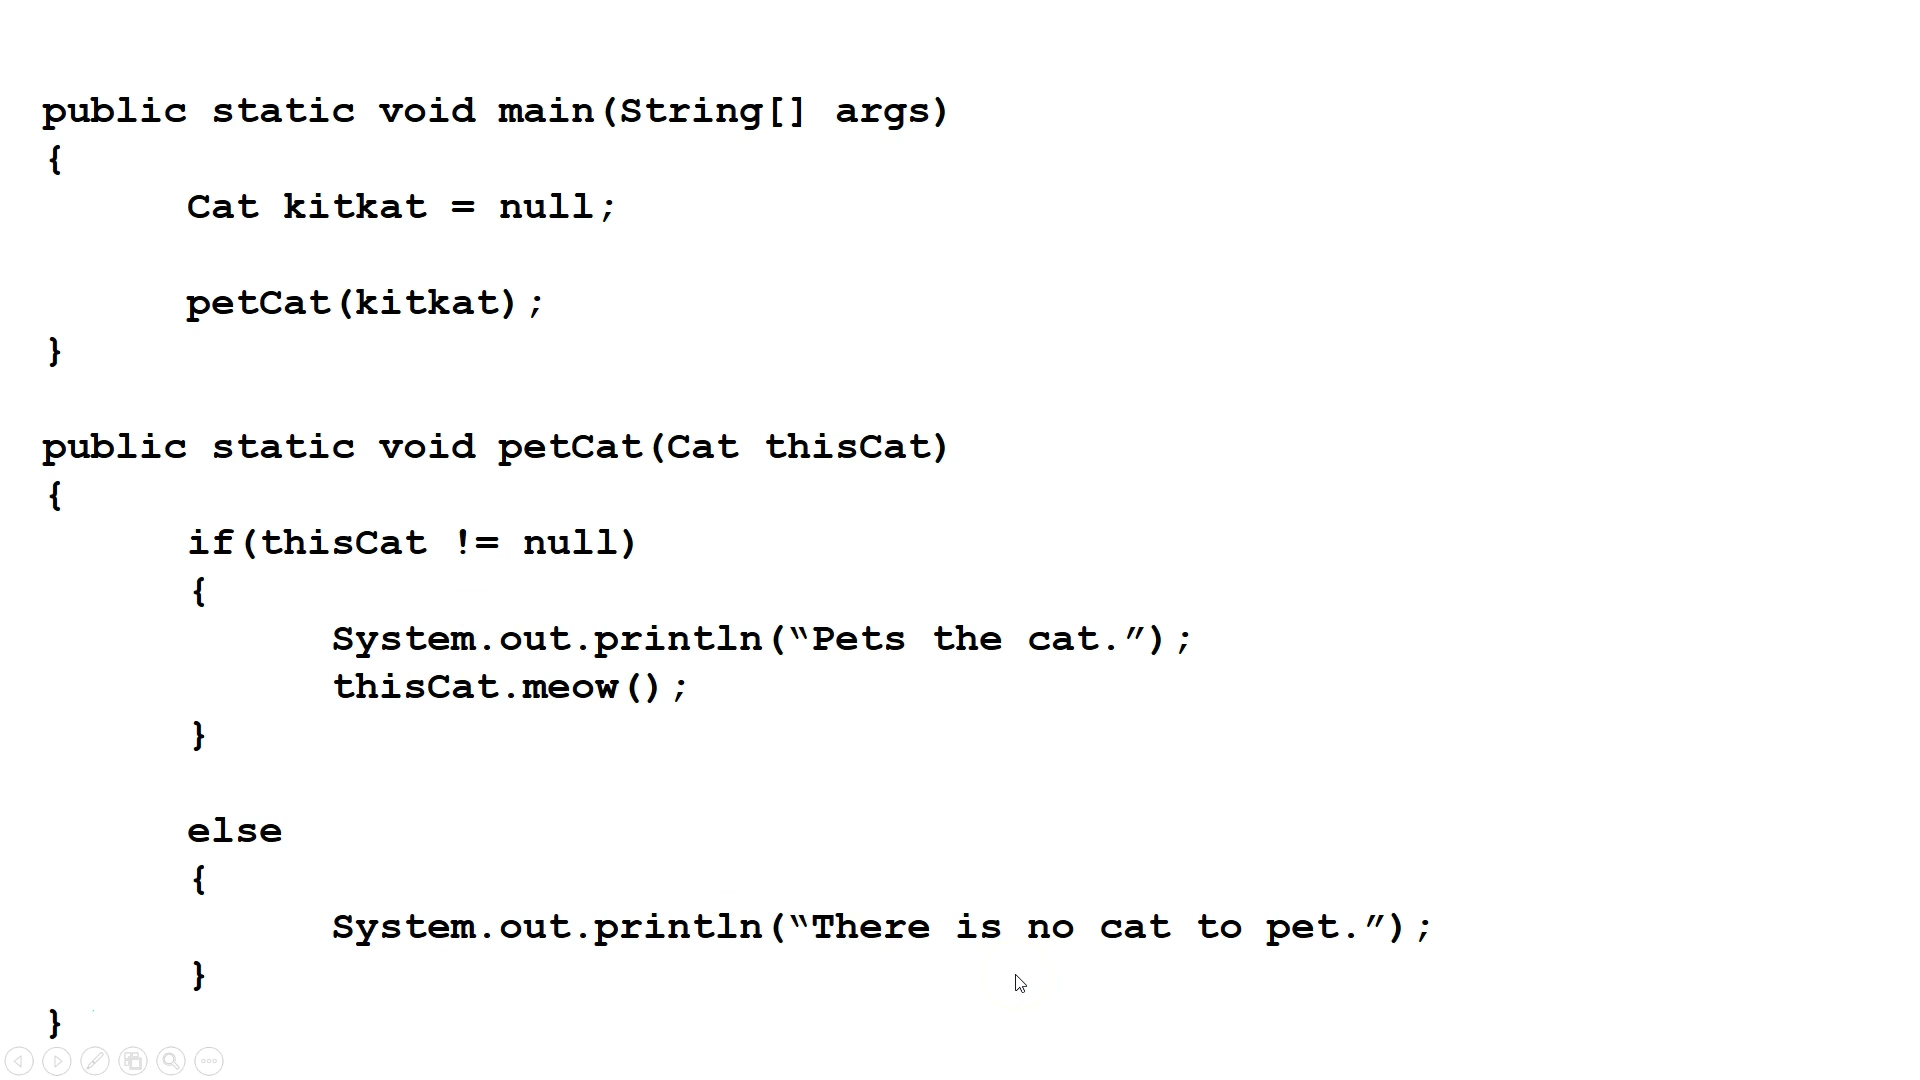 public static void main(String[] args)
{
Cat kitkat = null;
petCat(kitkat);
}
public static void petCat(Cat thisCat)
{
if(thisCat != null)
{
System.out.println(“Pets the cat.”);
thisCat.meow();
}
else
{
System.out.println(“There is no cat to pet.”);
}
}